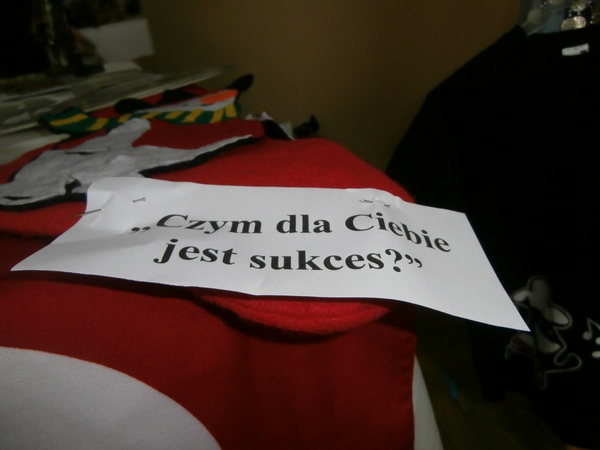 „Czym dla Ciebie
jest sukces?”